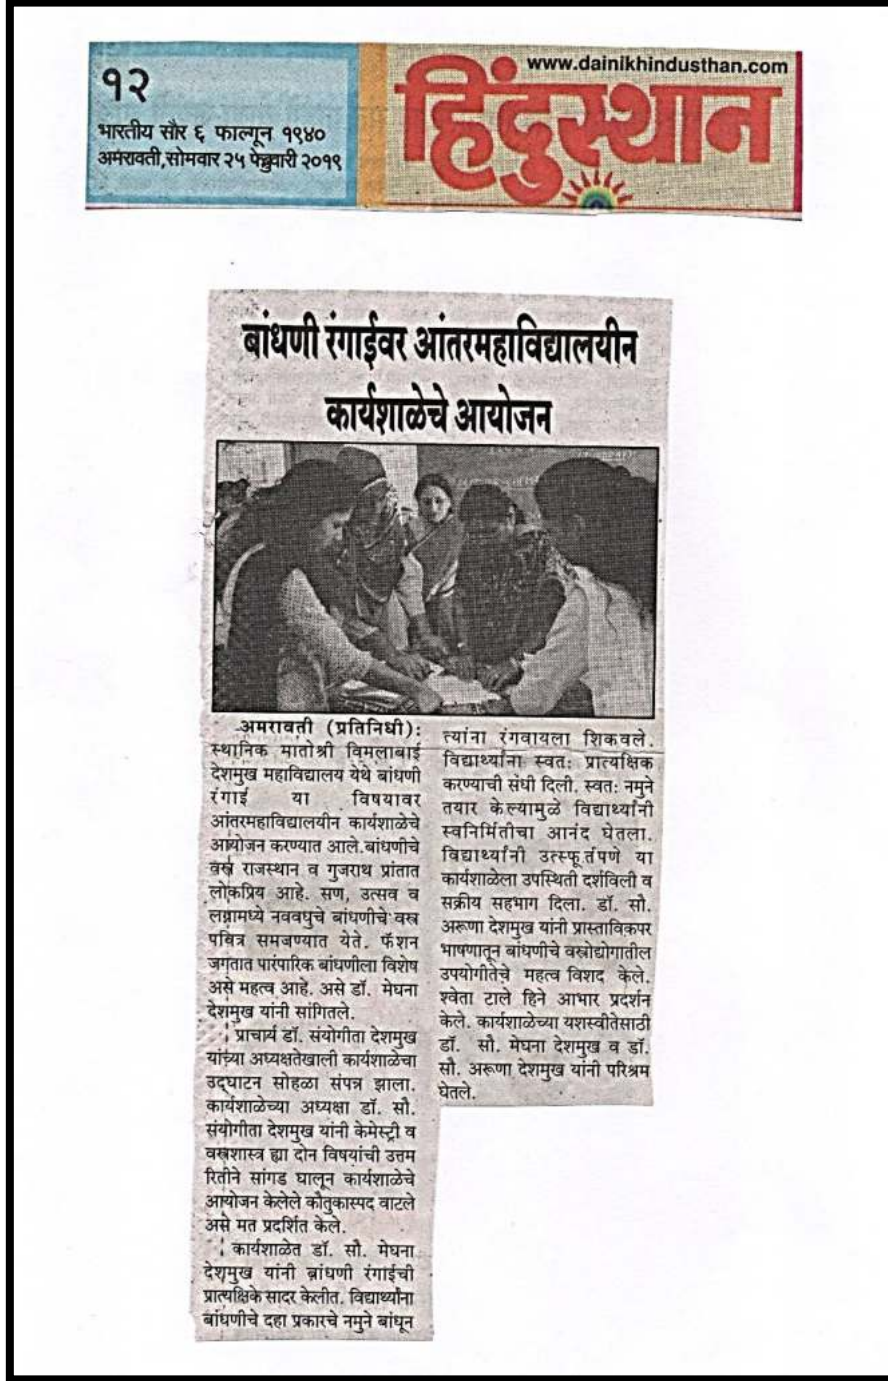 १२
भारतीय सौर ६ फाल्गून १९४०
अमरावती,सोमवार २५ फेब्रुवारी २०१९
www.dainikhindusthan.com
हिंदुस्थान
बांधणी रंगाईवर आंतरमहाविद्यालयीन
कार्यशाळेचे आयोजन
अमरावती (प्रतिनिधी):
स्थानिक मातोश्री विमलाबाई
देशमुख महाविद्यालय येथे बांधणी
रंगाई या विषयावर
आंतरमहाविद्यालयीन कार्यशाळेचे
आयोजन करण्यात आले.बांधणीचे
वस्त्र राजस्थान व गुजराथ प्रांतात
लोकप्रिय आहे. सण, उत्सव व
लग्नामध्ये नववधुचे बांधणीचे वस्त्र
पवित्र समजण्यात येते. फॅशन
जगतात पारंपारिक बांधणीला विशेष
असे महत्व आहे. असे डॉ. मेघना
देशमुख यांनी सांगितले.
प्राचार्य डॉ. संयोगीता देशमुख
यांच्या अध्यक्षतेखाली कार्यशाळेचा
उद्घाटन सोहळा संपन्न झाला.
कार्यशाळेच्या अध्यक्षा डॉ. सौ.
संयोगीता देशमुख यांनी केमेस्ट्री व
वस्त्रशास्त्र ह्या दोन विषयांची उत्तम
रितीने सांगड घालून कार्यशाळेचे
आयोजन केलेले कौतुकास्पद वाटले
असे मत प्रदर्शित केले.
कार्यशाळेत डॉ. सौ. मेघना
देशमुख यांनी बांधणी रंगाईची
प्रात्यक्षिके सादर केलीत. विद्यार्थ्यांना
बांधणीचे दहा प्रकारचे नमुने बांधून
त्यांना रंगवायला शिकवले.
विद्यार्थ्यांना स्वत: प्रात्यक्षिक
करण्याची संधी दिली. स्वत: नमुने
तयार केल्यामुळे विद्यार्थ्यांनी
स्वनिर्मितीचा आनंद घेतला.
विद्यार्थ्यांनी उत्स्फूर्तपणे या
कार्यशाळेला उपस्थिती दर्शविली व
सक्रीय सहभाग दिला. डॉ. सौ.
अरूणा देशमुख यांनी प्रास्ताविकपर
भाषणातून बांधणीचे वस्त्रोद्योगातील
उपयोगीतेचे महत्व विशद केले.
श्वेता टाले हिने आभार प्रदर्शन
केले. कार्यशाळेच्या यशस्वीतेसाठी
डॉ. सौ. मेघना देशमुख व डॉ.
सौ. अरूणा देशमुख यांनी परिश्रम
घेतले.